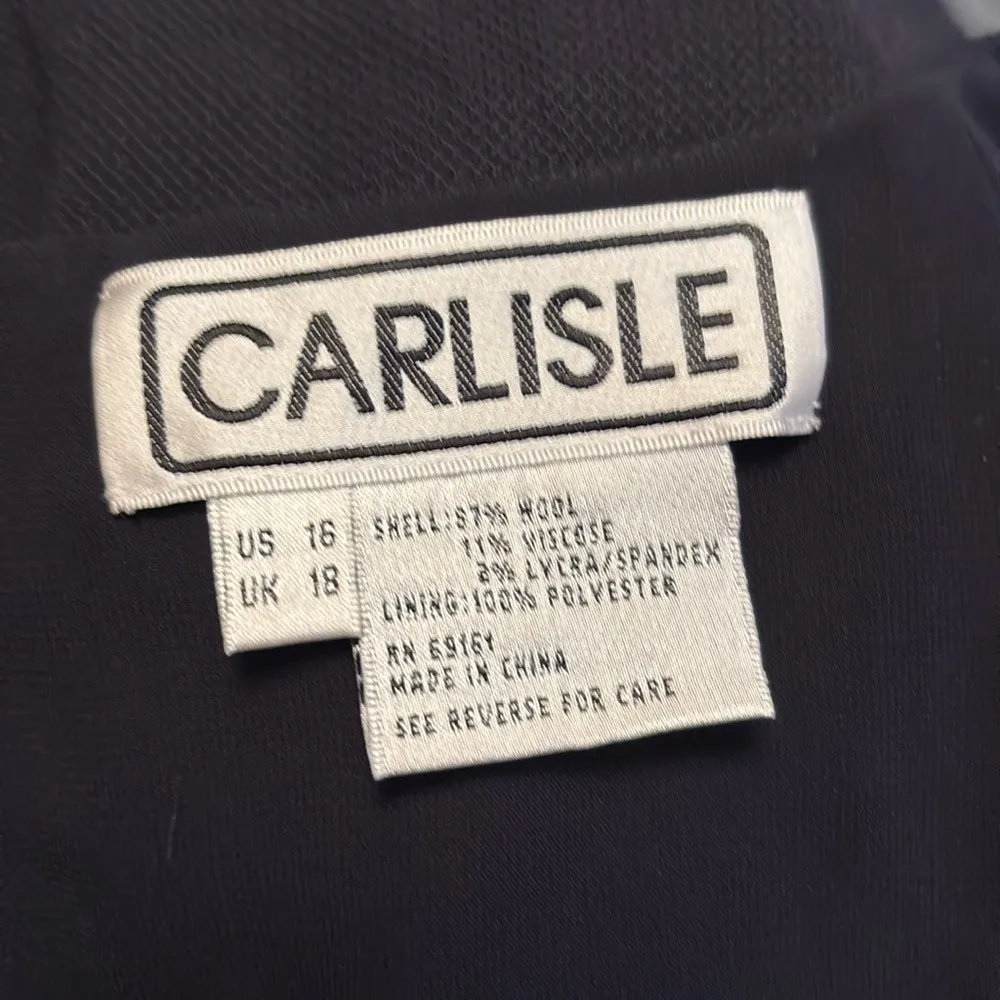 CARLISLE
US 16
UK 18
SHELL:87% WOOL
11% VISCOSE
2% LYCRA/SPANDEX
LINING:100% POLYESTER
RN 69161
MADE IN CHINA
SEE REVERSE FOR CARE